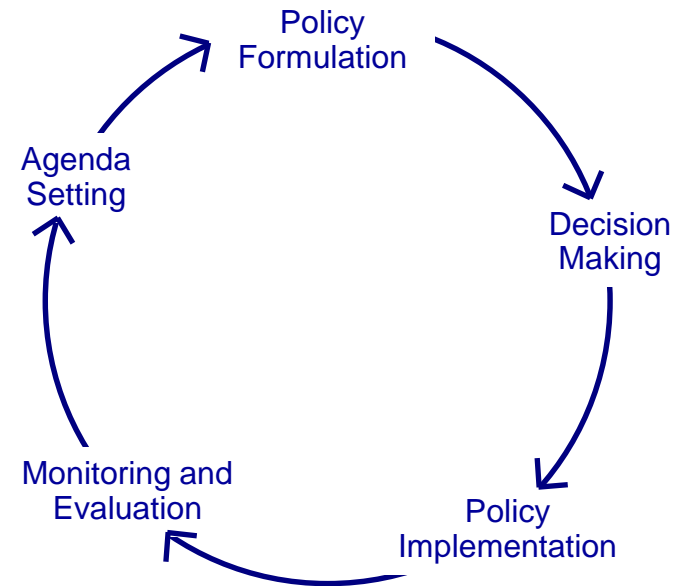 Policy
Formulation
Agenda
Setting
Decision
Making
Monitoring and
Evaluation
Policy
Implementation